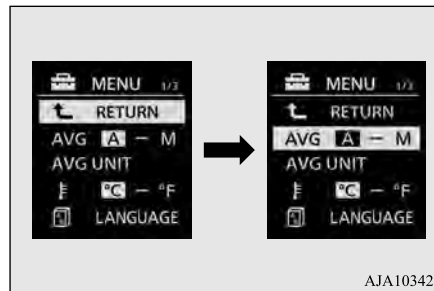 MENU 1/3
RETURN
AVG A – M
AVG UNIT
°C – °F
LANGUAGE
MENU 1/3
RETURN
AVG A – M
AVG UNIT
°C – °F
LANGUAGE
AJA10342